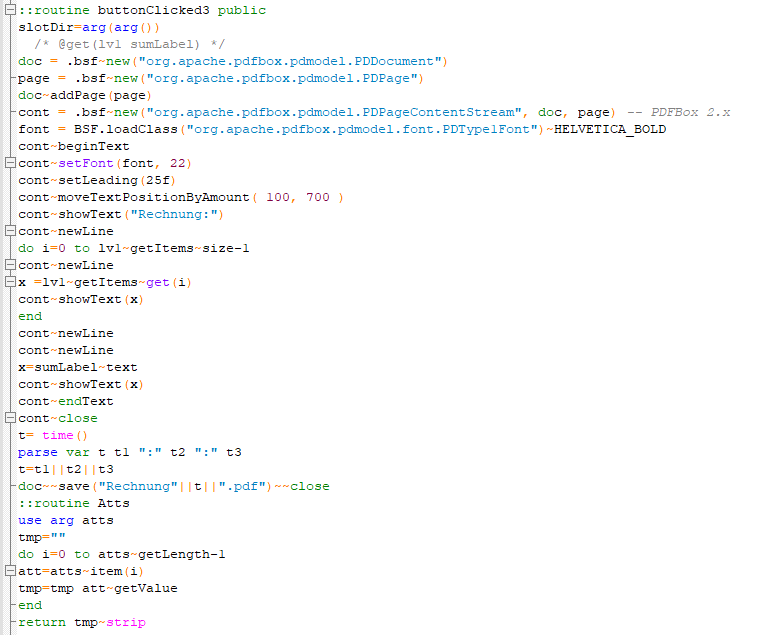 ::routine buttonClicked3 public
slotDir=arg(arg())
/* @get(lvl sumLabel) */
doc = .bsf~new("org.apache.pdfbox.pdmodel.PDDocument")
page = .bsf~new("org.apache.pdfbox.pdmodel.PDPage")
doc~addPage(page)
cont = .bsf~new("org.apache.pdfbox.pdmodel.PDPageContentStream", doc, page) -- PDFBox 2.x
font = BSF.loadClass("org.apache.pdfbox.pdmodel.font.PDType1Font")~HELVETICA_BOLD
cont~beginText
cont~setFont(font, 22)
cont~setLeading(25f)
cont~moveTextPositionByAmount( 100, 700 )
cont~showText("Rechnung:")
cont~newLine
do i=0 to lvl~getItems~size-1
cont~newLine
x =lvl~getItems~get(i)
cont~showText(x)
end
cont~newLine
cont~newLine
x=sumLabel~text
cont~showText(x)
cont~endText
cont~close
t= time()
parse var t t1 ":" t2 ":" t3
t=t1||t2||t3
doc~~save("Rechnung"||t||".pdf")~~close
::routine Atts
use arg atts
tmp=""
do i=0 to atts~getLength-1
att=atts~item(i)
tmp=tmp att~getValue
end
return tmp~strip